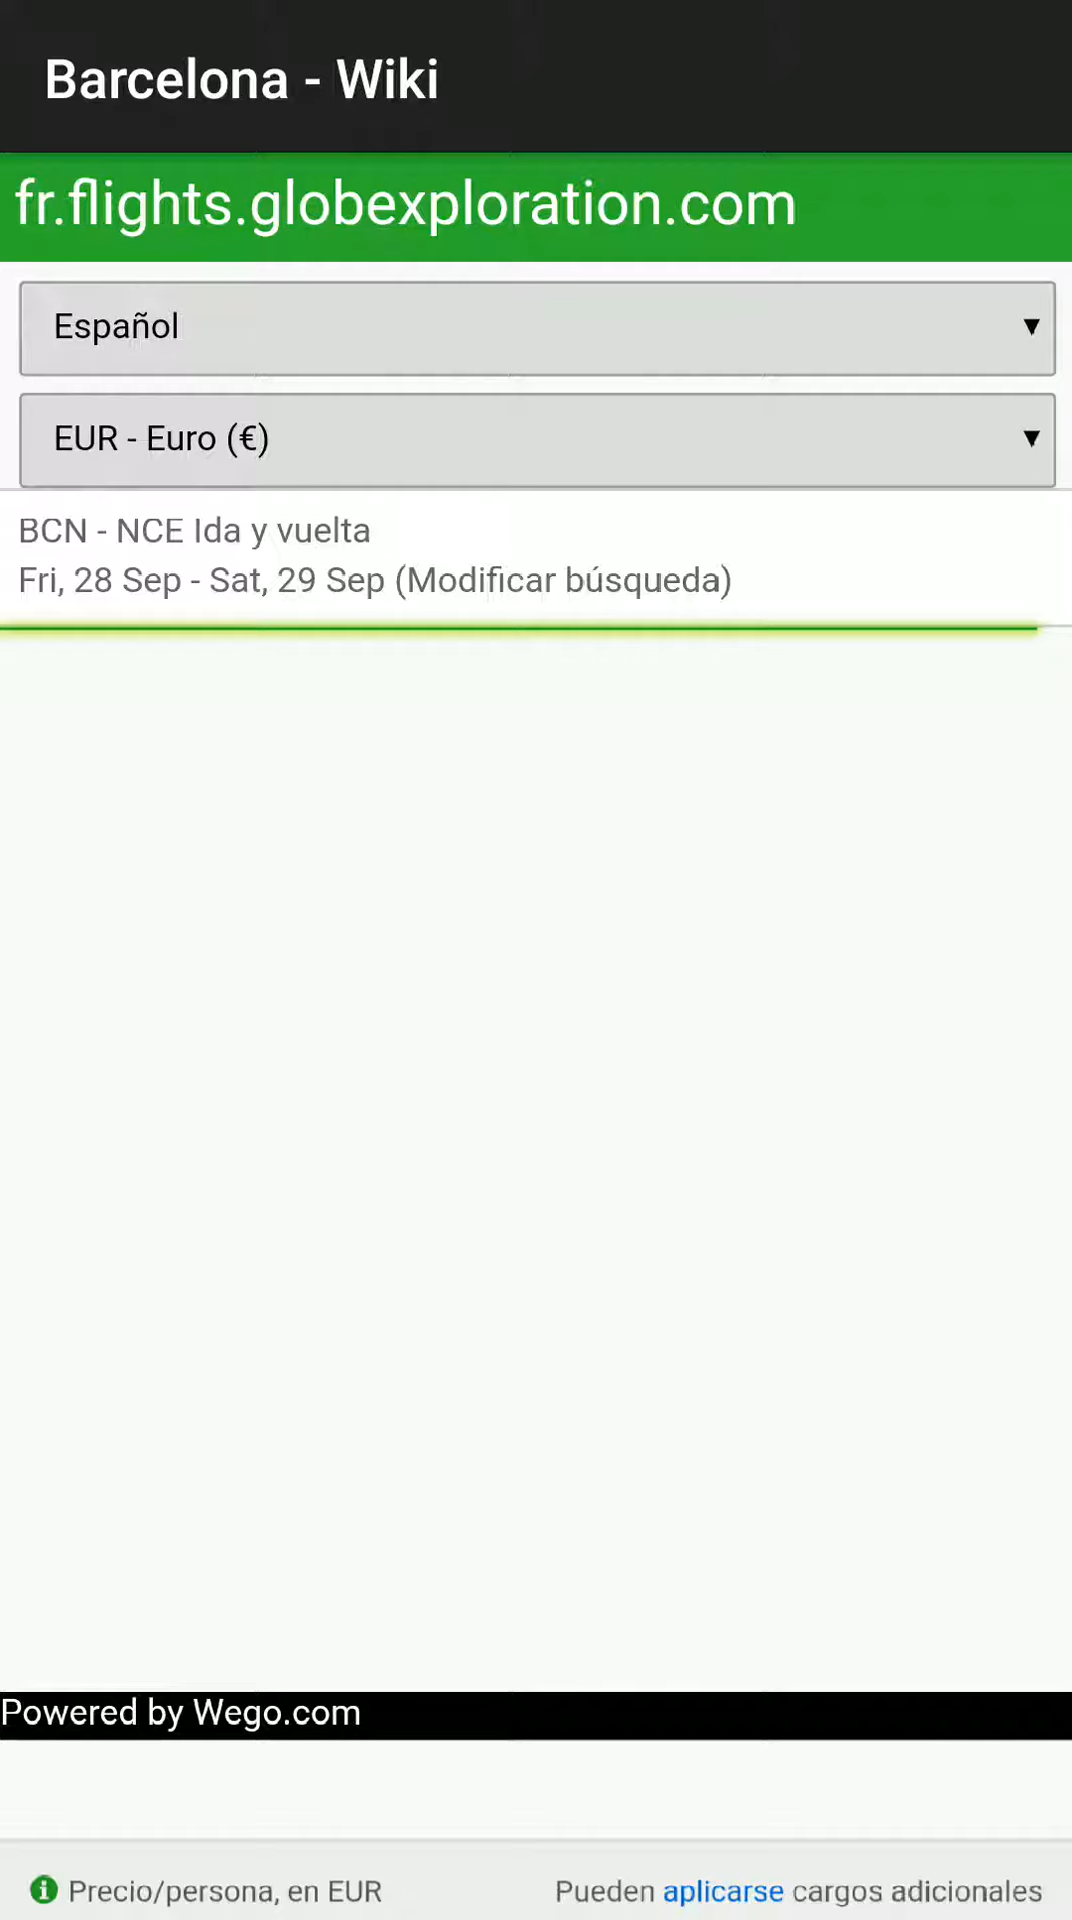 Barcelona - Wiki
fr.flights.globexploration.com
Español
EUR - Euro (€)
BCN - NCE Ida y vuelta
Fri, 28 Sep - Sat, 29 Sep (Modificar búsqueda)
Powered by Wego.com
Precio/persona, en EUR Pueden aplicarse cargos adicionales